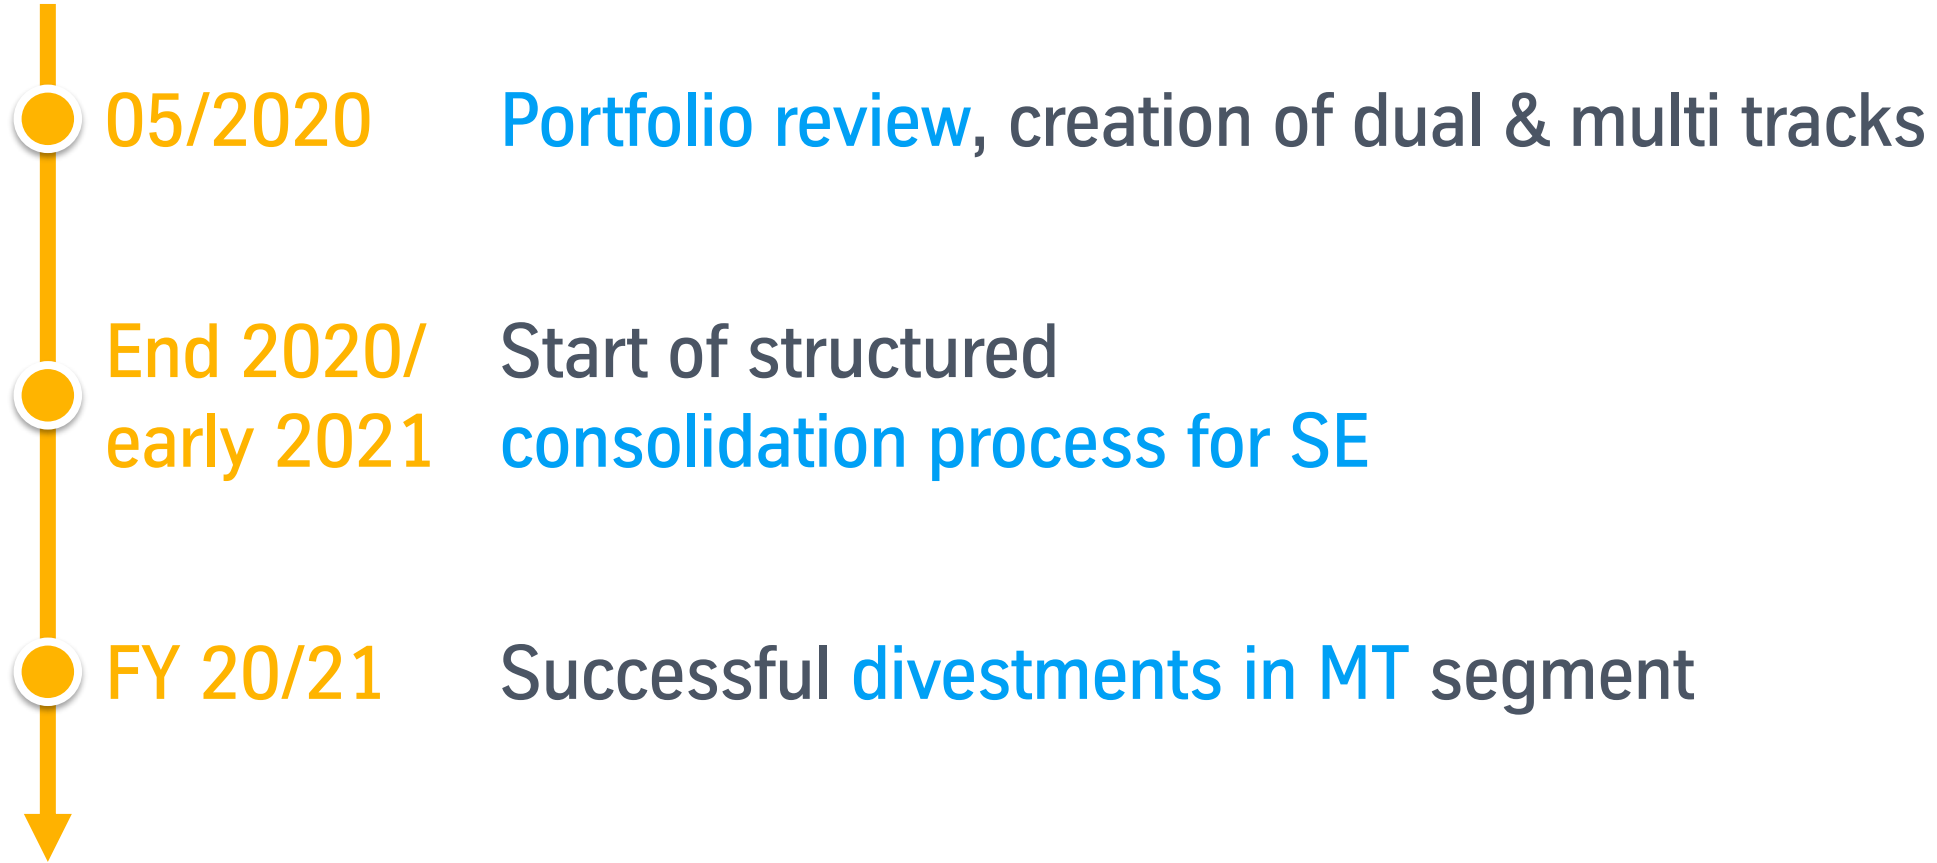 05/2020 Portfolio review, creation of dual & multi tracks
End 2020/ Start of structured
early 2021 consolidation process for SE
FY 20/21 Successful divestments in MT segment